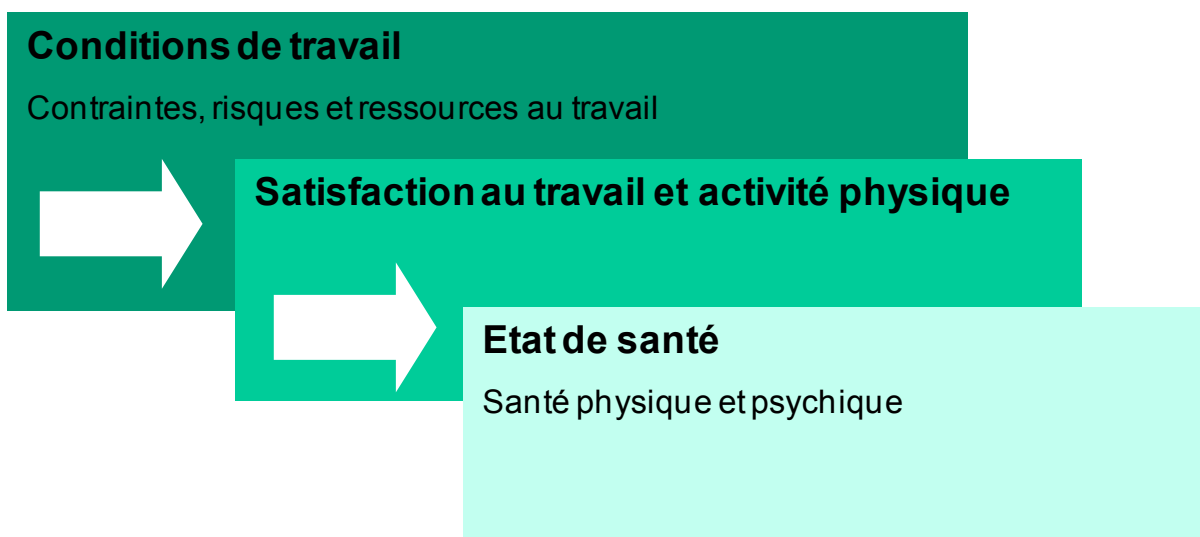 Conditions de travail
Contraintes, risques et ressources au travail
Satisfaction au travail et activité physique
Etat de santé
Santé physique et psychique